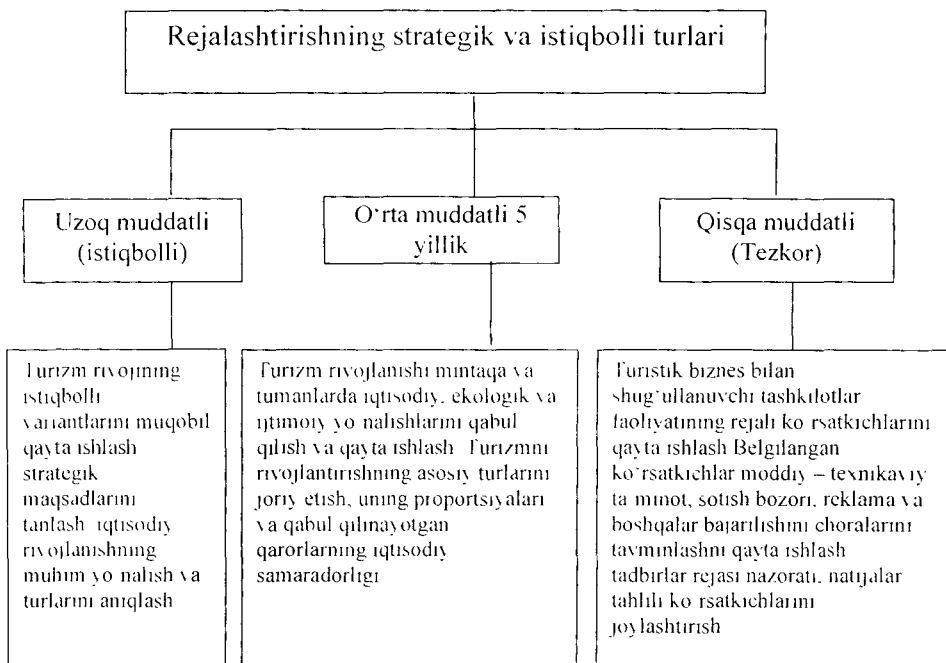 Rejalashtirishning strategik va istiqbolli turlari
Uzoq muddatli
(istiqbolli)
O‘rta muddatli 5
yillik
Qisqa muddatli
(Tezkor)
Turizm rivojining
istiqbolli
variantlarini muqobil
qayta ishlash
strategik
maqsadlarini
tanlash iqtisodiy
rivojlanishning
muhim yo nalish va
turlarini aniqlash
Turizm rivojlanishi mintaqa va
tumanlarda iqtisodiy, ekologik va
ijtimoiy yo nalishlarini qabul
qilish va qayta ishlash Turizmni
rivojlantirishning asosiy turlarini
joriy etish, uning proportsiyalari
va qabul qilinayotgan
qarorlarning iqtisodiy
samaradorligi
Turistik biznes bilan
shug‘ullanuvchi tashkilotlar
faoliyatining rejali ko rsatkichlarini
qayta ishlash Belgilangan
ko‘rsatkichlar moddiy – texnikaviy
ta minot, sotish bozori, reklama va
boshqalar bajarilishini choralarini
tavminlashni qayta ishlash
tadbirlar rejasi nazorati, natijalar
tahlili ko rsatkichlarini
joylashtirish